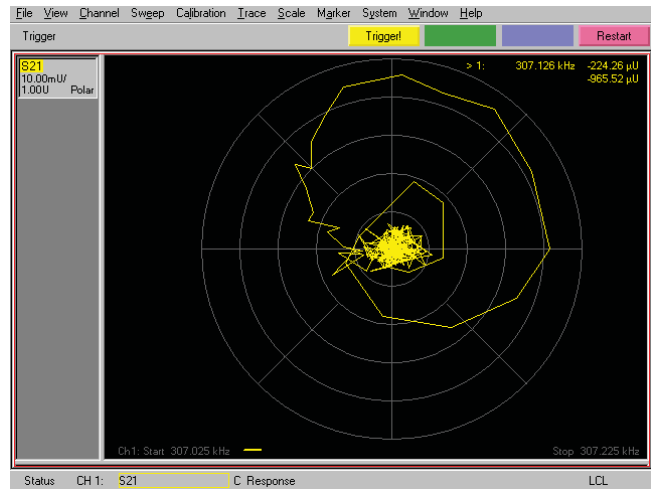 File View Channel Sweep Calibration Trace Scale Marker System Window Help
Trigger Trigger! Restart
S21
10.00mU/
1.00U Polar
> 1: 307.126 kHz -224.26 µU
-965.52 µU
Ch1: Start 307.025 kHz Stop 307.225 kHz
Status CH 1: S21 C Response LCL